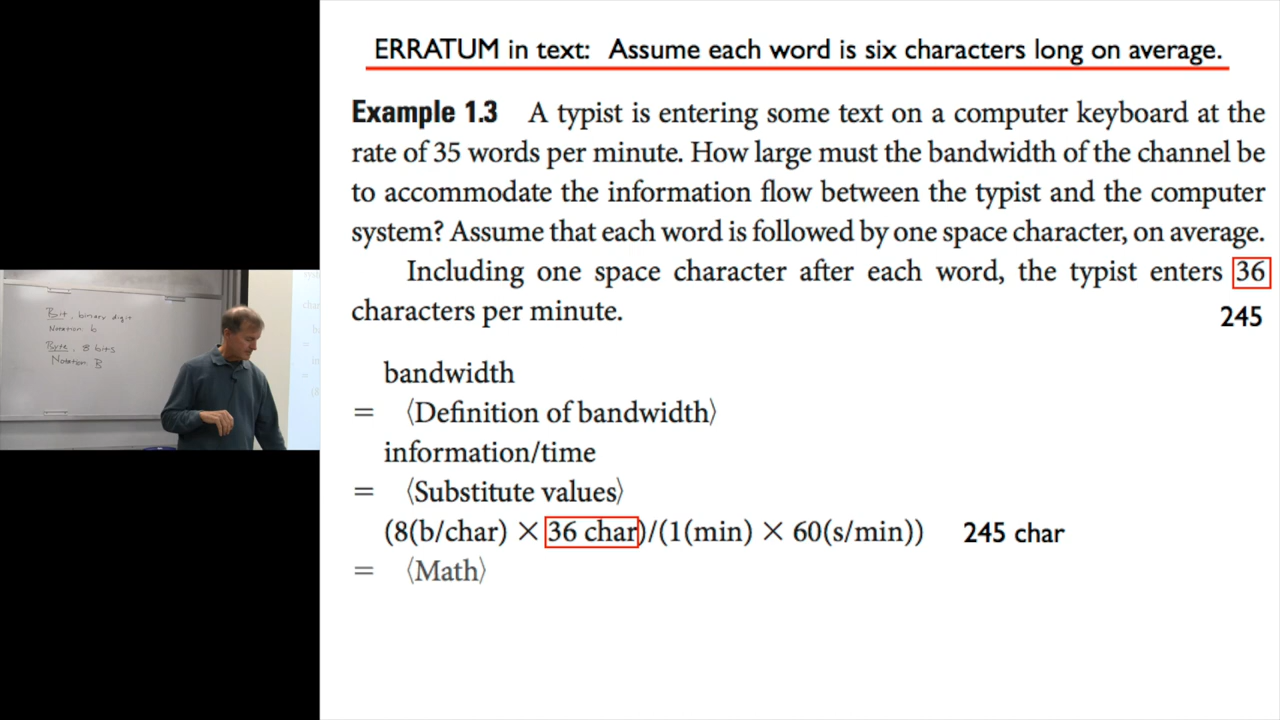 ERRATUM in text: Assume each word is six characters long on average.
Example 1.3 A typist is entering some text on a computer keyboard at the
rate of 35 words per minute. How large must the bandwidth of the channel be
to accommodate the information flow between the typist and the computer
system? Assume that each word is followed by one space character, on average.
Including one space character after each word, the typist enters 36
characters per minute.
245
bandwidth
= ⟨Definition of bandwidth⟩
information/time
= ⟨Substitute values⟩
(8(b/char) × 36 char)/(1(min) × 60(s/min)) 245 char
= ⟨Math⟩
Bit, binary digit
Notation b
Byte, 8 bits
Notation B